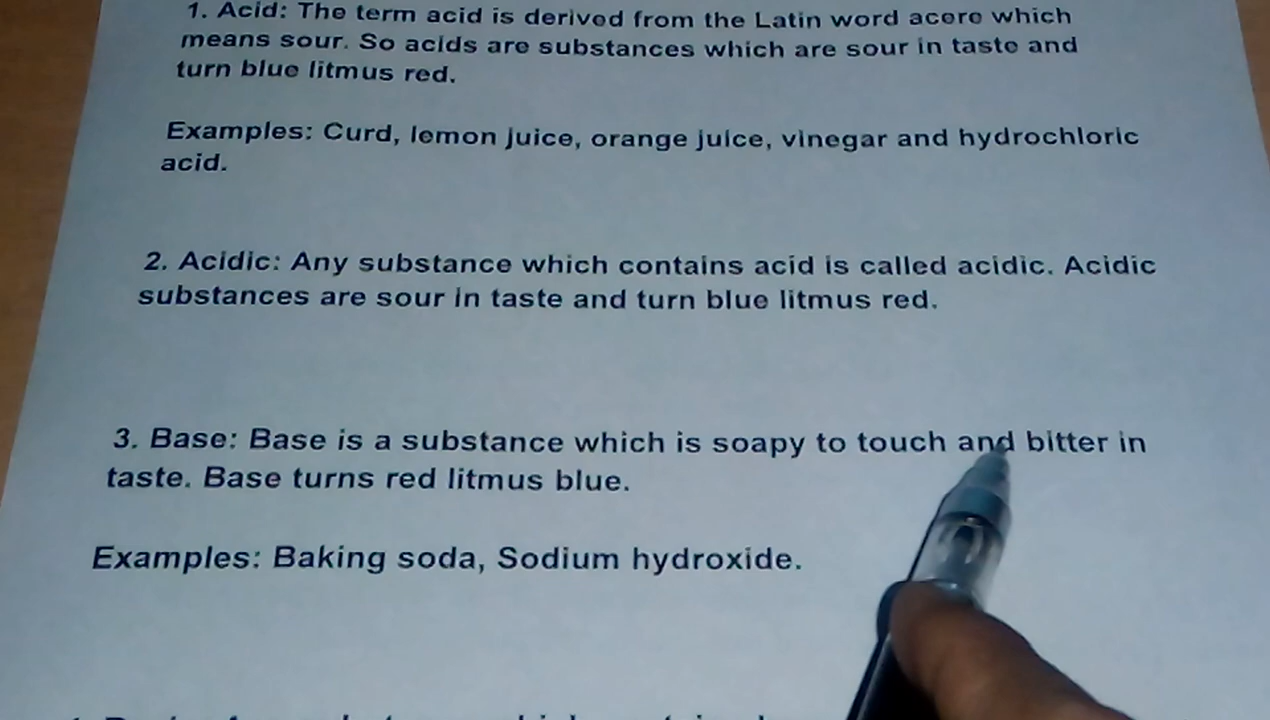 1. Acid: The term acid is derived from the Latin word acere which
means sour. So acids are substances which are sour in taste and
turn blue litmus red.
Examples: Curd, lemon juice, orange juice, vinegar and hydrochloric
acid.
2. Acidic: Any substance which contains acid is called acidic. Acidic
substances are sour in taste and turn blue litmus red.
3. Base: Base is a substance which is soapy to touch and bitter in
taste. Base turns red litmus blue.
Examples: Baking soda, Sodium hydroxide.